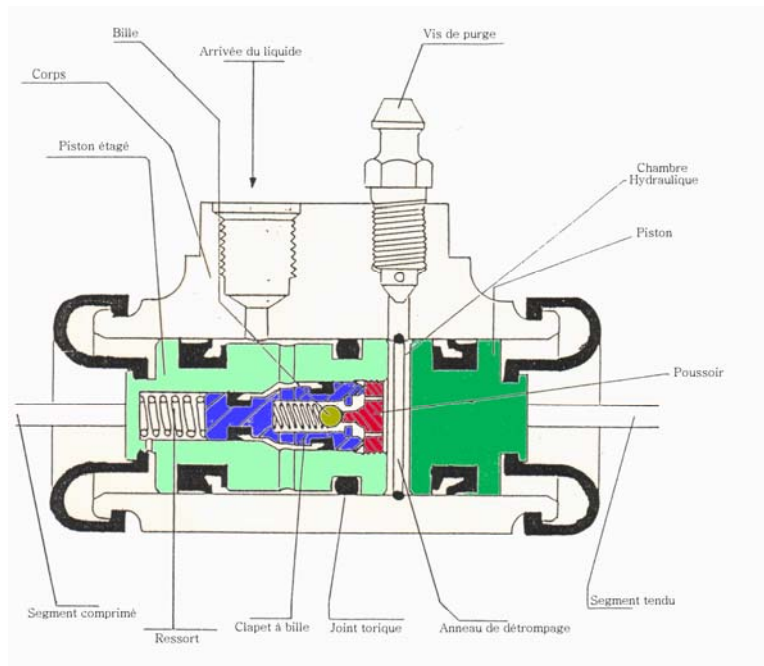 Bille
Vis de purge
Arrivée du liquide
Corps
Piston étagé
Chambre
Hydraulique
Piston
Poussoir
Segment comprimé
Ressort
Clapet à bille
Joint torique
Anneau de détrompage
Segment tendu